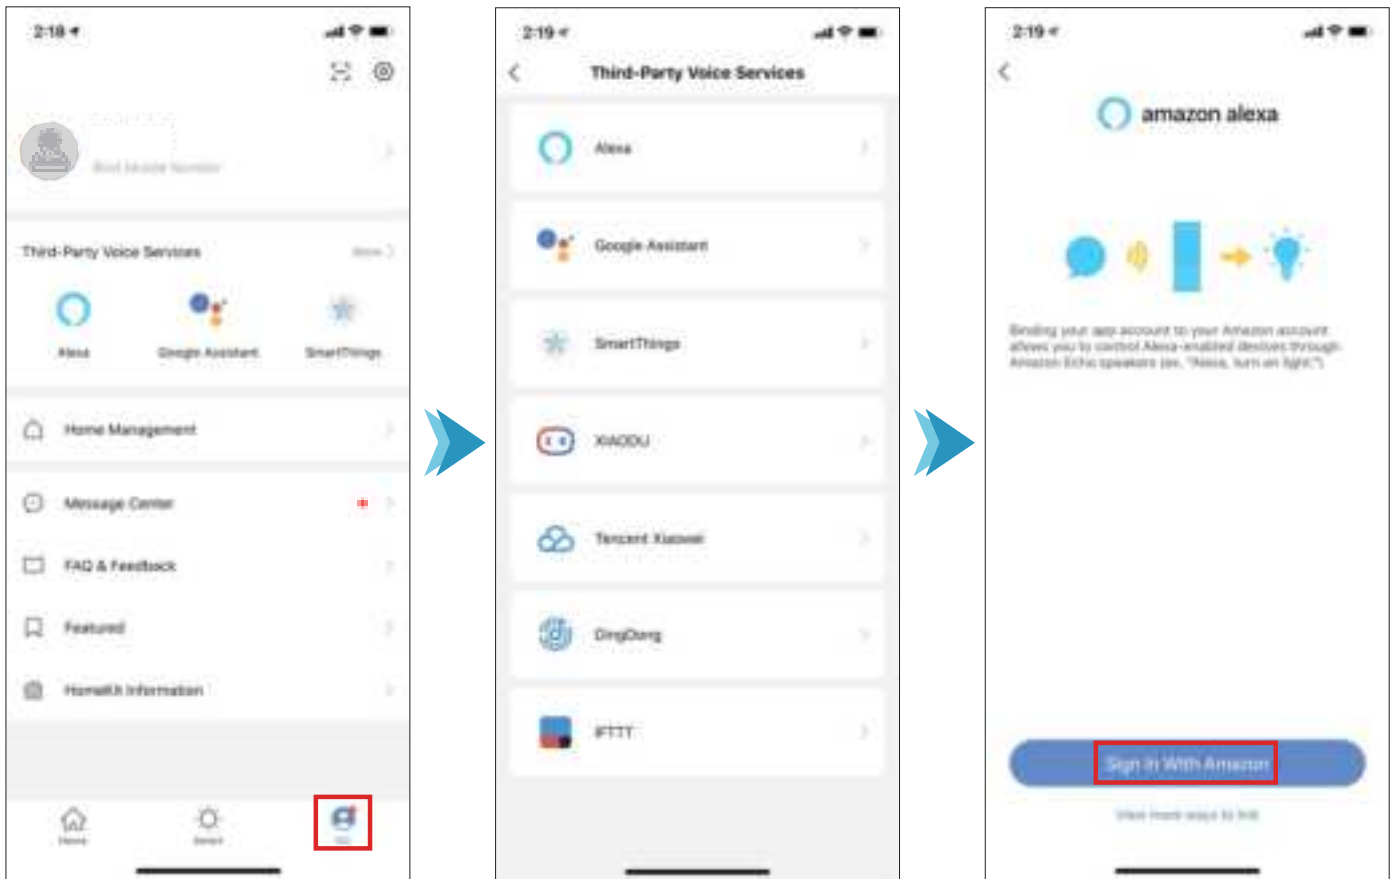 2:18
Third-Party Voice Services
More
Alexa
Google Assistant
SmartThings
Home Management
Message Center
FAQ & Feedback
Featured
HomeKit Information
Home
Smart
2:19
Third-Party Voice Services
Alexa
Google Assistant
SmartThings
XIAODU
Tencent Xiaowei
DingDong
IFTTT
2:19
amazon alexa
Binding your app account to your Amazon account
allows you to control Alexa-enabled devices through
Amazon Echo speakers (ex, "Alexa, turn on light.")
Sign In With Amazon
View more ways to link